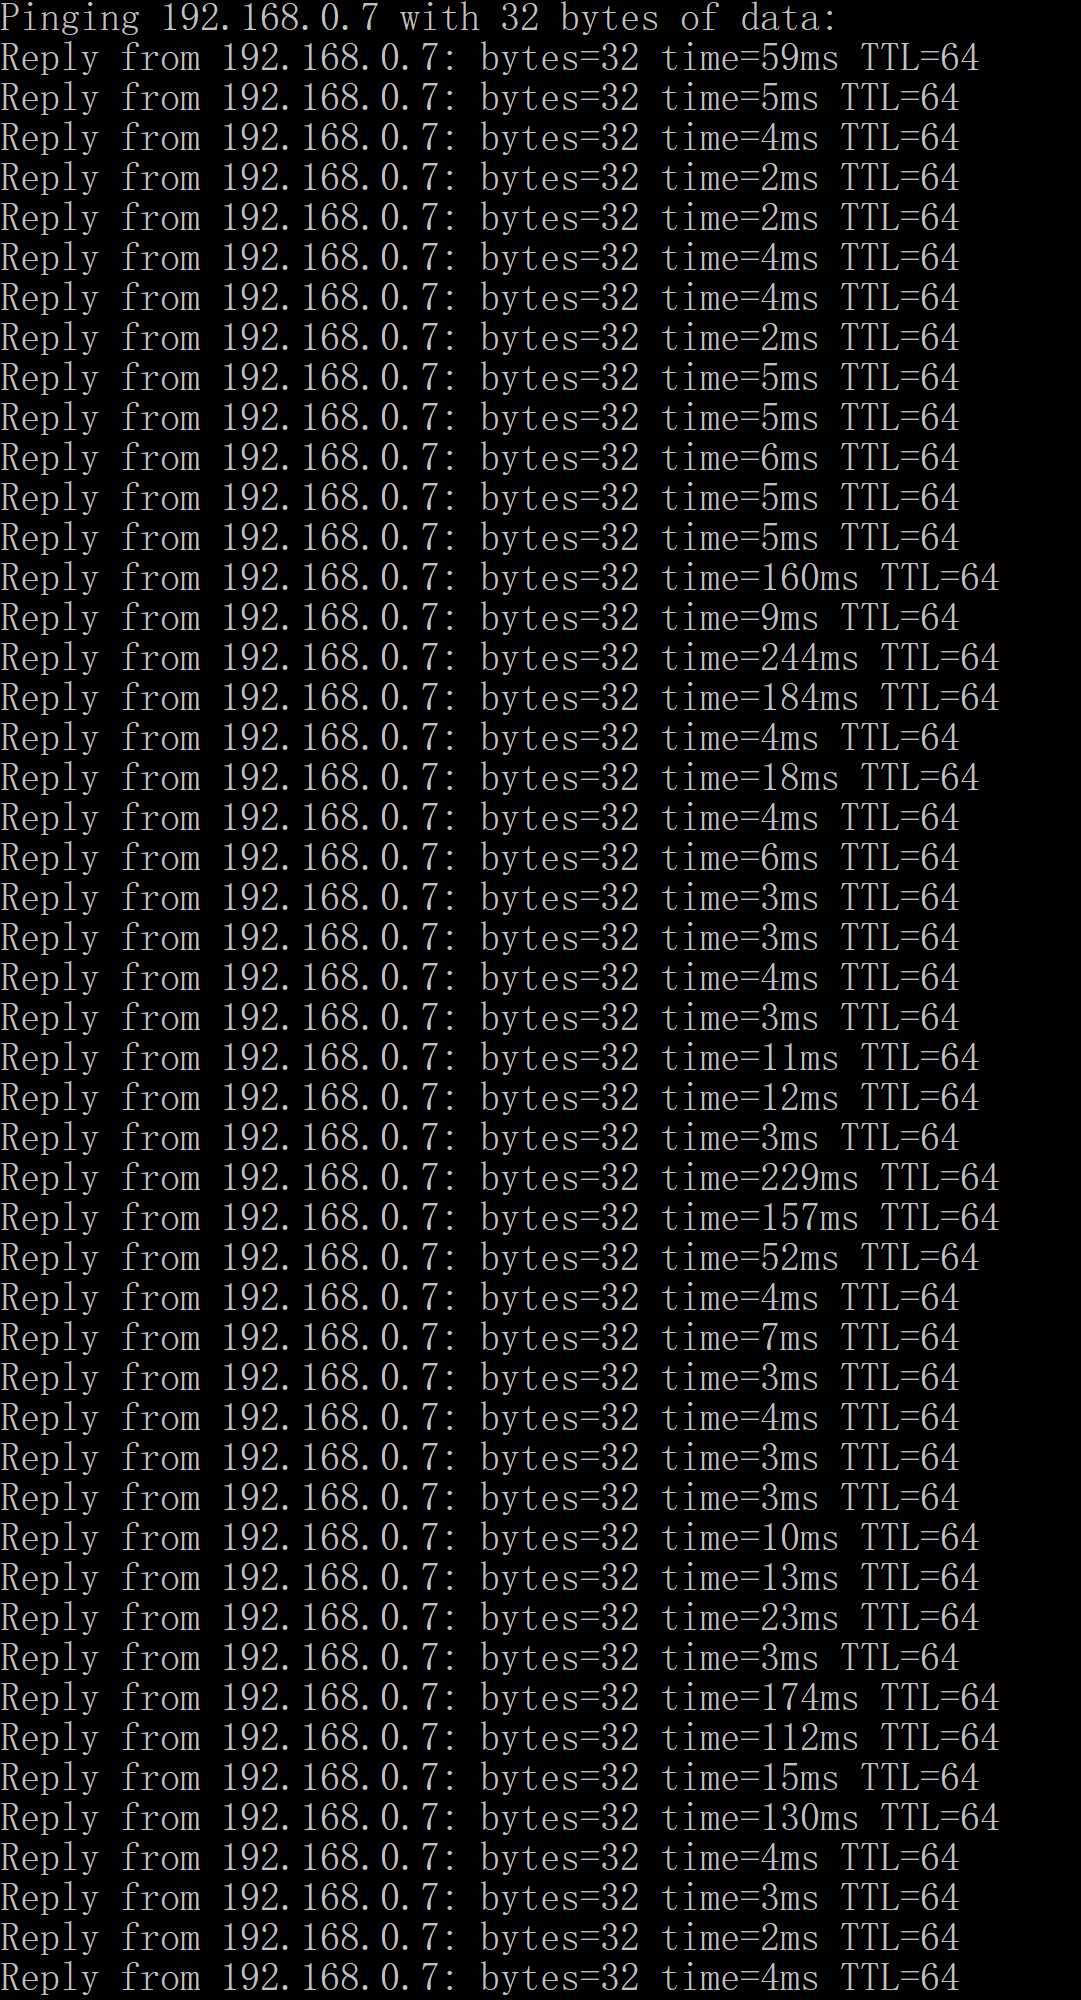 Pinging 192.168.0.7 with 32 bytes of data:
Reply from 192.168.0.7: bytes=32 time=59ms TTL=64
Reply from 192.168.0.7: bytes=32 time=5ms TTL=64
Reply from 192.168.0.7: bytes=32 time=4ms TTL=64
Reply from 192.168.0.7: bytes=32 time=2ms TTL=64
Reply from 192.168.0.7: bytes=32 time=2ms TTL=64
Reply from 192.168.0.7: bytes=32 time=4ms TTL=64
Reply from 192.168.0.7: bytes=32 time=4ms TTL=64
Reply from 192.168.0.7: bytes=32 time=2ms TTL=64
Reply from 192.168.0.7: bytes=32 time=5ms TTL=64
Reply from 192.168.0.7: bytes=32 time=5ms TTL=64
Reply from 192.168.0.7: bytes=32 time=6ms TTL=64
Reply from 192.168.0.7: bytes=32 time=5ms TTL=64
Reply from 192.168.0.7: bytes=32 time=5ms TTL=64
Reply from 192.168.0.7: bytes=32 time=160ms TTL=64
Reply from 192.168.0.7: bytes=32 time=9ms TTL=64
Reply from 192.168.0.7: bytes=32 time=244ms TTL=64
Reply from 192.168.0.7: bytes=32 time=184ms TTL=64
Reply from 192.168.0.7: bytes=32 time=4ms TTL=64
Reply from 192.168.0.7: bytes=32 time=18ms TTL=64
Reply from 192.168.0.7: bytes=32 time=4ms TTL=64
Reply from 192.168.0.7: bytes=32 time=6ms TTL=64
Reply from 192.168.0.7: bytes=32 time=3ms TTL=64
Reply from 192.168.0.7: bytes=32 time=3ms TTL=64
Reply from 192.168.0.7: bytes=32 time=4ms TTL=64
Reply from 192.168.0.7: bytes=32 time=3ms TTL=64
Reply from 192.168.0.7: bytes=32 time=11ms TTL=64
Reply from 192.168.0.7: bytes=32 time=12ms TTL=64
Reply from 192.168.0.7: bytes=32 time=3ms TTL=64
Reply from 192.168.0.7: bytes=32 time=229ms TTL=64
Reply from 192.168.0.7: bytes=32 time=157ms TTL=64
Reply from 192.168.0.7: bytes=32 time=52ms TTL=64
Reply from 192.168.0.7: bytes=32 time=4ms TTL=64
Reply from 192.168.0.7: bytes=32 time=7ms TTL=64
Reply from 192.168.0.7: bytes=32 time=3ms TTL=64
Reply from 192.168.0.7: bytes=32 time=4ms TTL=64
Reply from 192.168.0.7: bytes=32 time=3ms TTL=64
Reply from 192.168.0.7: bytes=32 time=3ms TTL=64
Reply from 192.168.0.7: bytes=32 time=10ms TTL=64
Reply from 192.168.0.7: bytes=32 time=13ms TTL=64
Reply from 192.168.0.7: bytes=32 time=23ms TTL=64
Reply from 192.168.0.7: bytes=32 time=3ms TTL=64
Reply from 192.168.0.7: bytes=32 time=174ms TTL=64
Reply from 192.168.0.7: bytes=32 time=112ms TTL=64
Reply from 192.168.0.7: bytes=32 time=15ms TTL=64
Reply from 192.168.0.7: bytes=32 time=130ms TTL=64
Reply from 192.168.0.7: bytes=32 time=4ms TTL=64
Reply from 192.168.0.7: bytes=32 time=3ms TTL=64
Reply from 192.168.0.7: bytes=32 time=2ms TTL=64
Reply from 192.168.0.7: bytes=32 time=4ms TTL=64